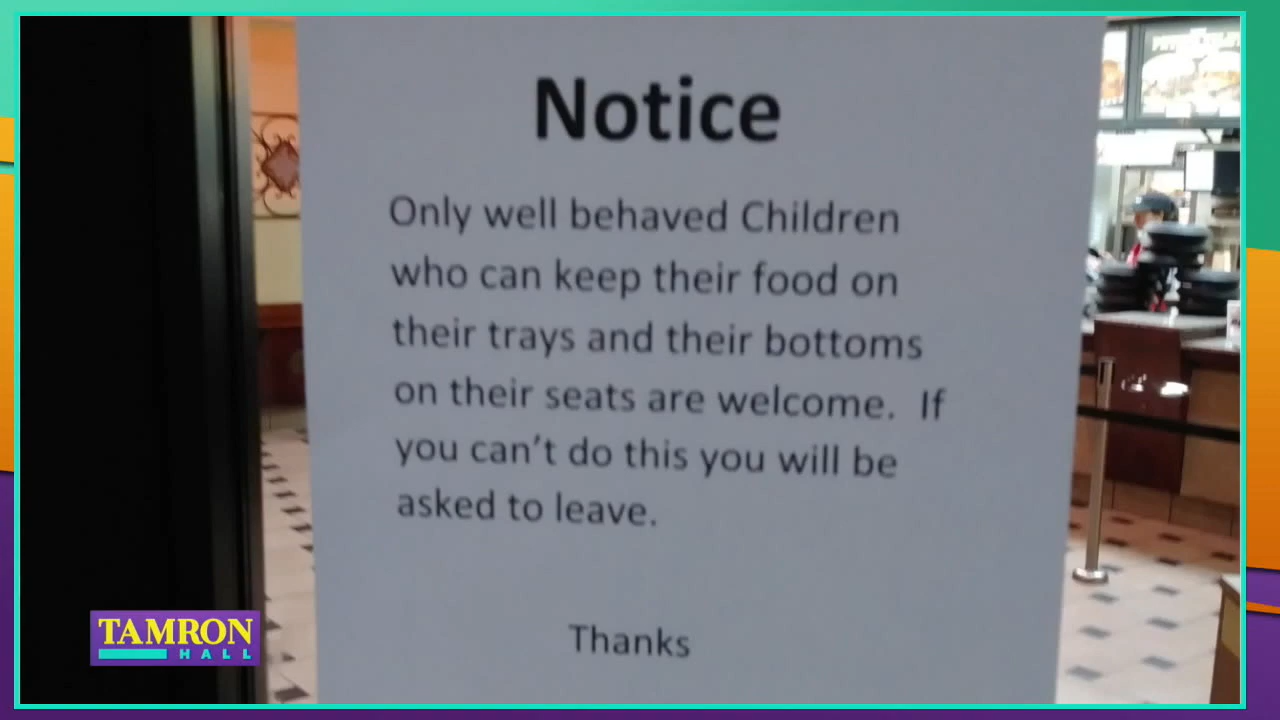 Notice
Only well behaved Children
who can keep their food on
their trays and their bottoms
on their seats are welcome.  If
you can't do this you will be
asked to leave.
Thanks
TAMRON
HALL